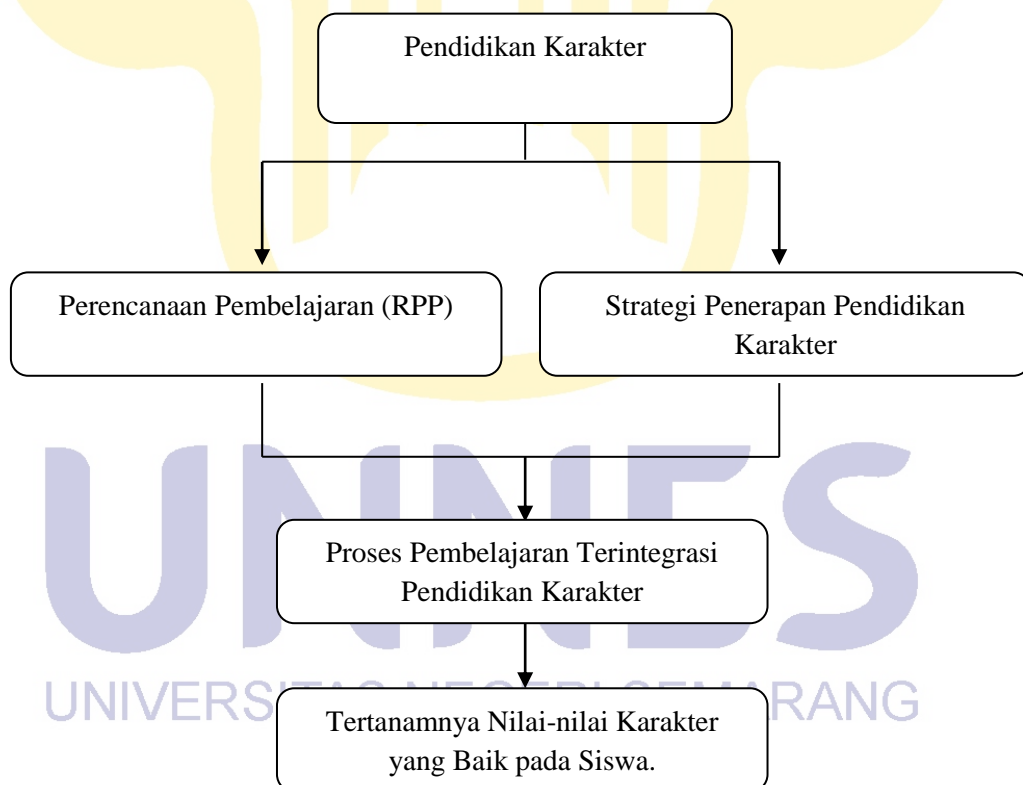 Pendidikan Karakter
Perencanaan Pembelajaran (RPP)
Strategi Penerapan Pendidikan
Karakter
UNNES
Proses Pembelajaran Terintegrasi
Pendidikan Karakter
UNIVERSITAS NEGERI SEMARANG
Tertanamnya Nilai-nilai Karakter
yang Baik pada Siswa.